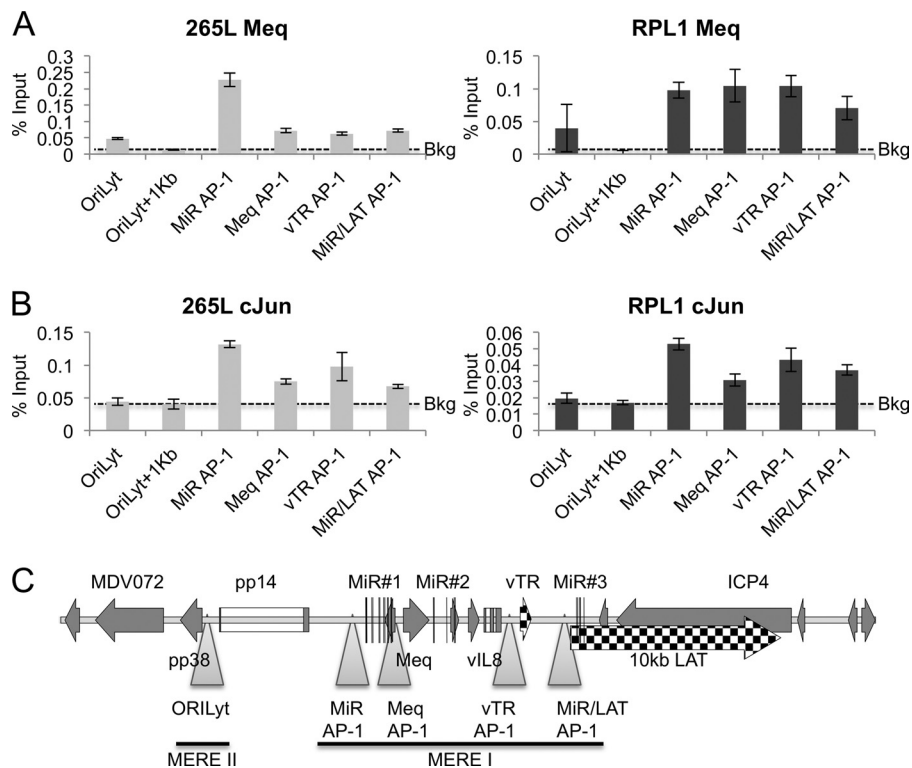 A
265L Meq
% Input
0.3
0.25
0.2
0.15
0.1
0.05
0
Bkg
OriLyt
OriLyt+1Kb
MiR AP-1
Meq AP-1
vTR AP-1
MiR/LAT AP-1
RPL1 Meq
% Input
0.15
0.1
0.05
0
Bkg
OriLyt
OriLyt+1Kb
MiR AP-1
Meq AP-1
vTR AP-1
MiR/LAT AP-1
B
265L cJun
% Input
0.15
0.1
0.05
0
Bkg
OriLyt
OriLyt+1Kb
MiR AP-1
Meq AP-1
vTR AP-1
MiR/LAT AP-1
RPL1 cJun
% Input
0.06
0.05
0.04
0.03
0.02
0.01
0
Bkg
OriLyt
OriLyt+1Kb
MiR AP-1
Meq AP-1
vTR AP-1
MiR/LAT AP-1
C
MDV072 pp14 MiR#1 MiR#2 vTR MiR#3 ICP4
pp38 Meq vIL8 10kb LAT
ORILyt MiR Meq vTR MiR/LAT
AP-1 AP-1 AP-1 AP-1
MERE II MERE I